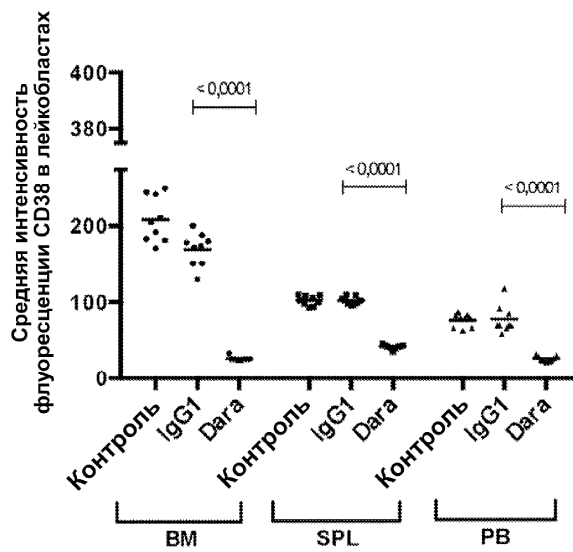 Средняя интенсивность
флуоресценции CD38 в лейкобластах
400
380
200
100
0
< 0,0001
< 0,0001
< 0,0001
Контроль
IgG1
Dara
Контроль
IgG1
Dara
Контроль
IgG1
Dara
BM
SPL
PB